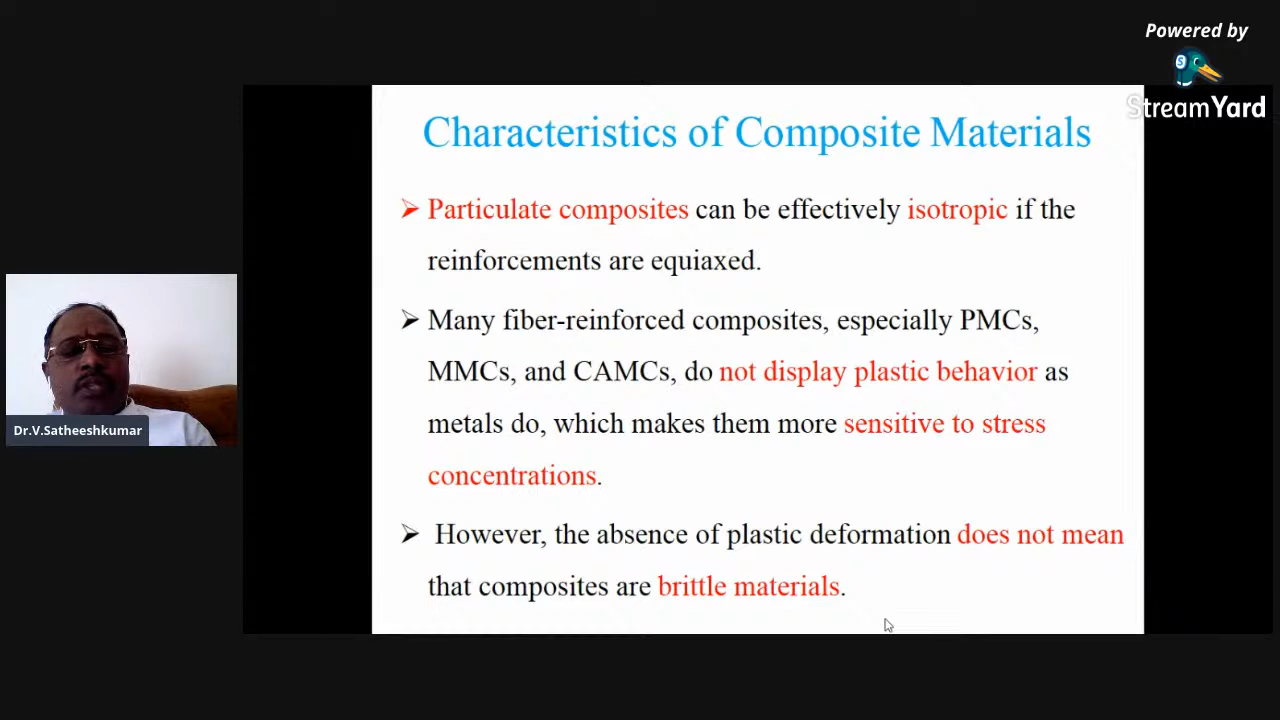 Powered by
StreamYard
Characteristics of Composite Materials
Particulate composites can be effectively isotropic if the
reinforcements are equiaxed.
Many fiber-reinforced composites, especially PMCs,
MMCs, and CAMCs, do not display plastic behavior as
metals do, which makes them more sensitive to stress
concentrations.
However, the absence of plastic deformation does not mean
that composites are brittle materials.
Dr.V.Satheeshkumar